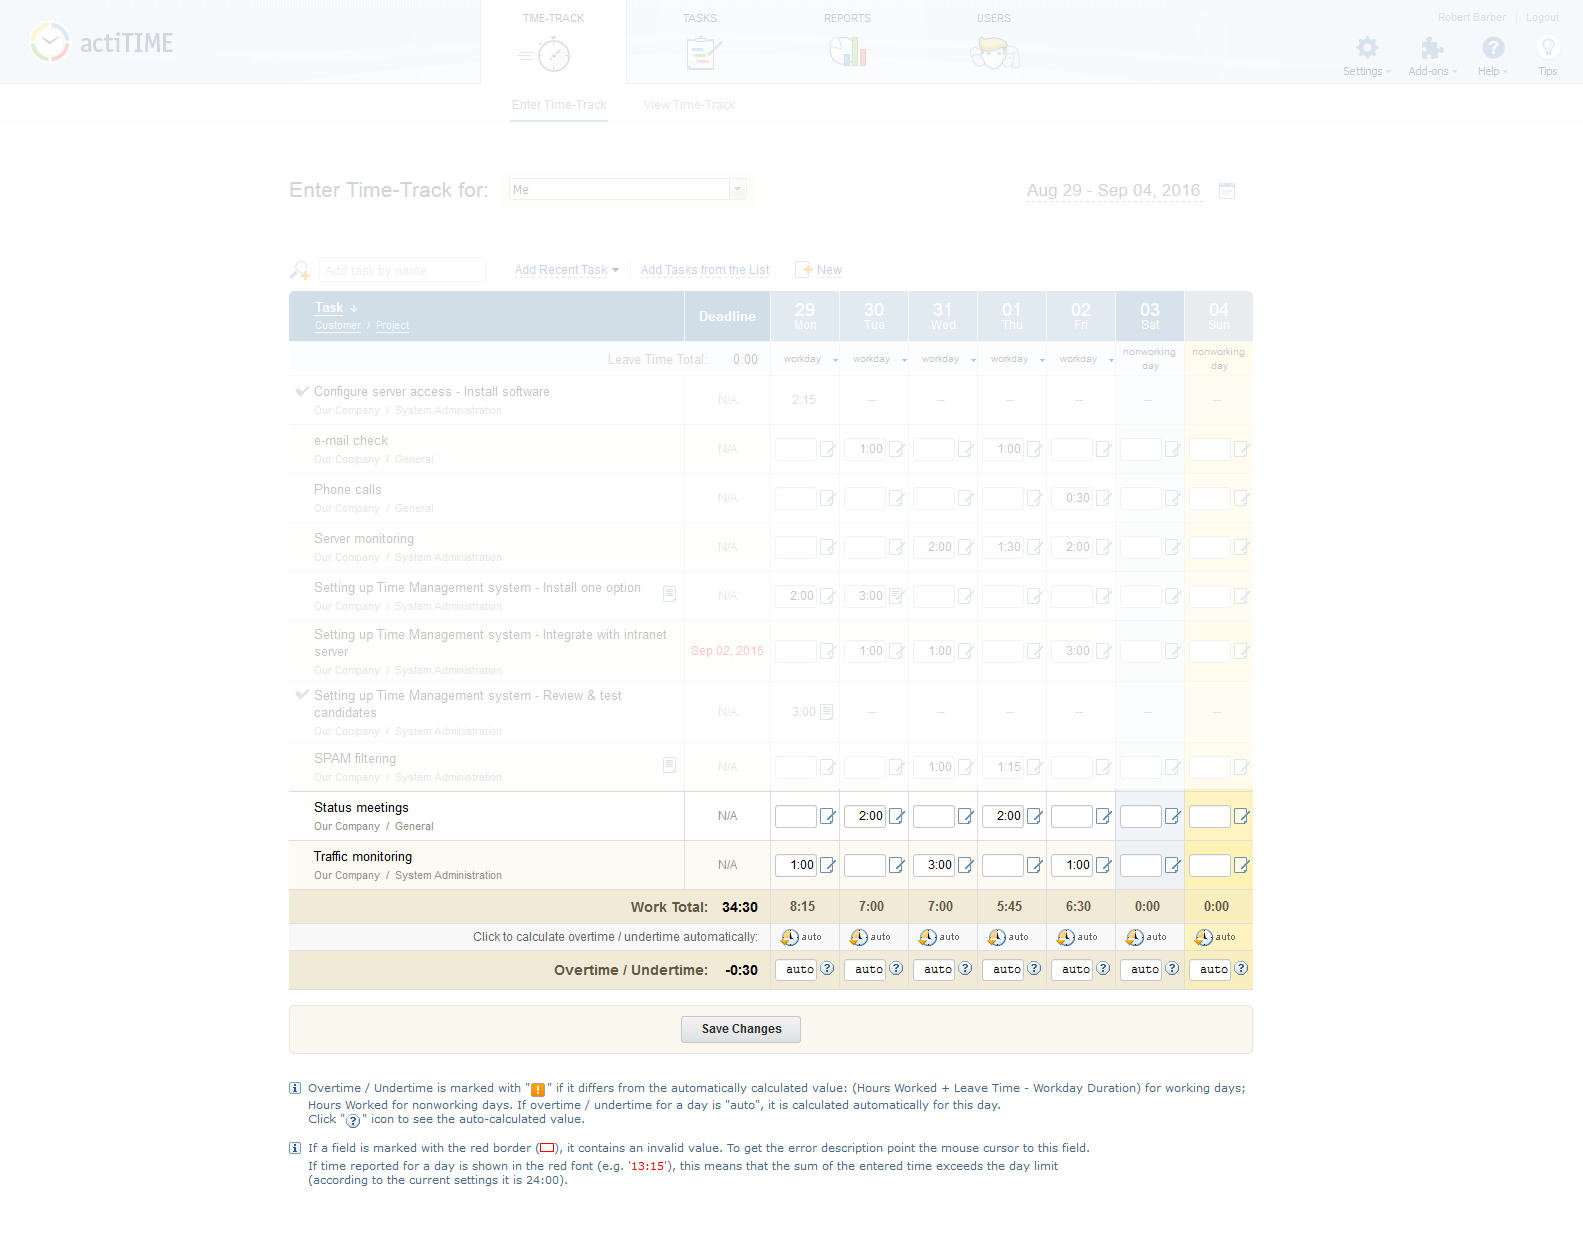 actiTIME
TIME-TRACK
TASKS
REPORTS
USERS
Robert Barber
Logout
Settings
Add-ons
Help
Tips
Enter Time-Track
View Time-Track
Enter Time-Track for:
Me
Aug 29 - Sep 04, 2016
Add task by name
Add Recent Task
Add Tasks from the List
New
Task
Customer / Project
Deadline
29 Mon
30 Tue
31 Wed
01 Thu
02 Fri
03 Sat
04 Sun
Leave Time Total: 0:00 workday workday workday workday workday nonworking day nonworking day
Configure server access - Install software
Our Company / System Administration
N/A 2:15 -- -- -- -- -- --
e-mail check
Our Company / General
N/A 1:00 1:00
Phone calls
Our Company / General
N/A 0:30
Server monitoring
Our Company / System Administration
N/A 2:00 1:30 2:00
Setting up Time Management system - Install one option
Our Company / System Administration
N/A 2:00 3:00
Setting up Time Management system - Integrate with intranet
server
Our Company / System Administration
Sep 02, 2016 1:00 1:00 3:00
Setting up Time Management system - Review & test
candidates
Our Company / System Administration
N/A 3:00 -- -- -- -- -- --
SPAM filtering
Our Company / System Administration
N/A 1:00 1:15
Status meetings
Our Company / General
N/A 2:00 2:00
Traffic monitoring
Our Company / System Administration
N/A 1:00 3:00 1:00
Work Total: 34:30 8:15 7:00 7:00 5:45 6:30 0:00 0:00
Click to calculate overtime / undertime automatically: auto auto auto auto auto auto auto
Overtime / Undertime: -0:30 auto ? auto ? auto ? auto ? auto ? auto ? auto ?
Save Changes
Overtime / Undertime is marked with "!" if it differs from the automatically calculated value: (Hours Worked + Leave Time - Workday Duration) for working days;
Hours Worked for nonworking days. If overtime / undertime for a day is "auto", it is calculated automatically for this day.
Click "?" icon to see the auto-calculated value.
If a field is marked with the red border ( ), it contains an invalid value. To get the error description point the mouse cursor to this field.
If time reported for a day is shown in the red font (e.g. '13:15'), this means that the sum of the entered time exceeds the day limit
(according to the current settings it is 24:00).